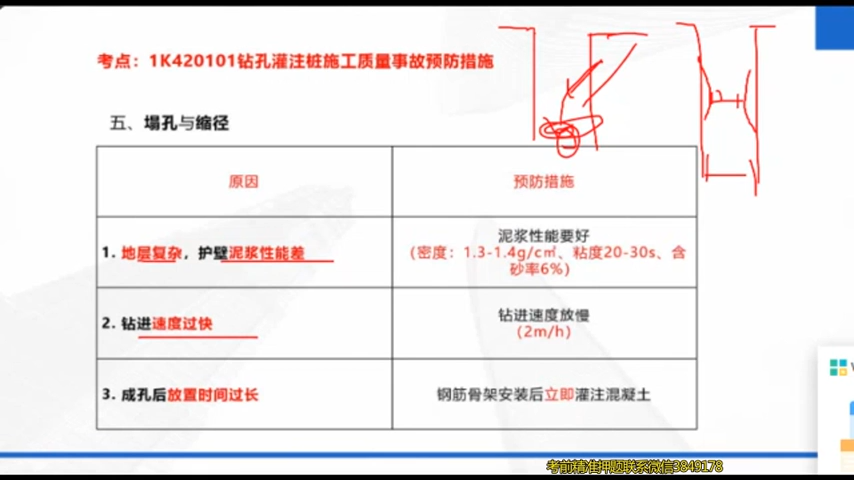 考点：1K420101钻孔灌注桩施工质量事故预防措施
五、塌孔与缩径
原因
预防措施
1. 地层复杂，护壁泥浆性能差
泥浆性能要好
(密度：1.3-1.4g/c㎡、粘度20-30s、含
砂率6%)
2. 钻进速度过快
钻进速度放慢
(2m/h)
3. 成孔后放置时间过长
钢筋骨架安装后立即灌注混凝土
考前精准押题联系微信3849178